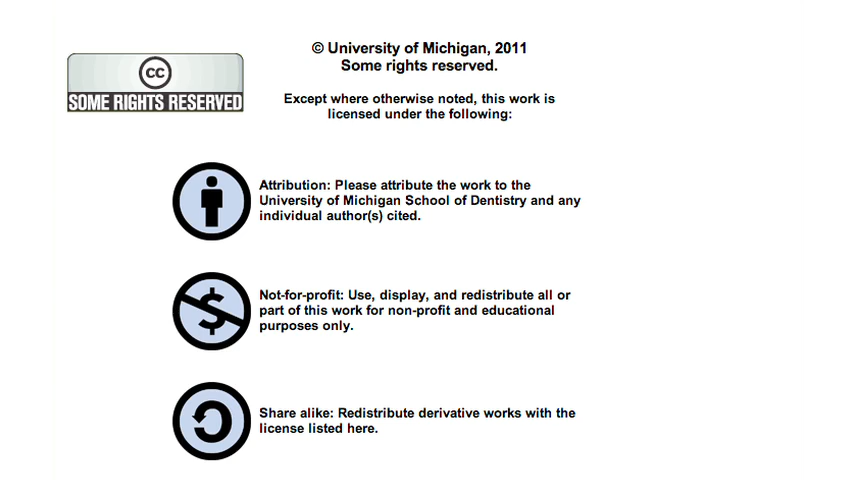 © University of Michigan, 2011
Some rights reserved.
cc
SOME RIGHTS RESERVED
Except where otherwise noted, this work is
licensed under the following:
Attribution: Please attribute the work to the
University of Michigan School of Dentistry and any
individual author(s) cited.
$
Not-for-profit: Use, display, and redistribute all or
part of this work for non-profit and educational
purposes only.
Share alike: Redistribute derivative works with the
license listed here.